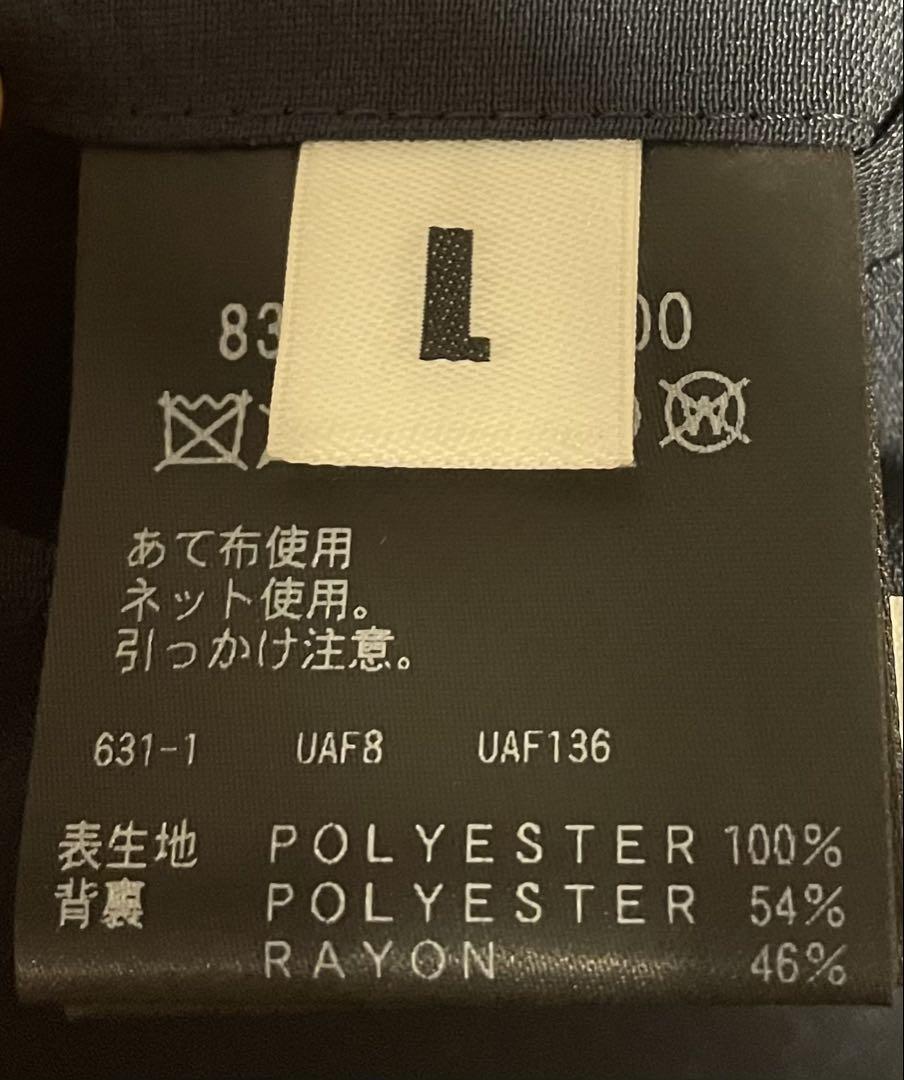 L
83 00
あて布使用
ネット使用。
引っかけ注意。
631-1 UAF8 UAF136
表生地 POLYESTER 100%
背裏 POLYESTER 54%
RAYON 46%